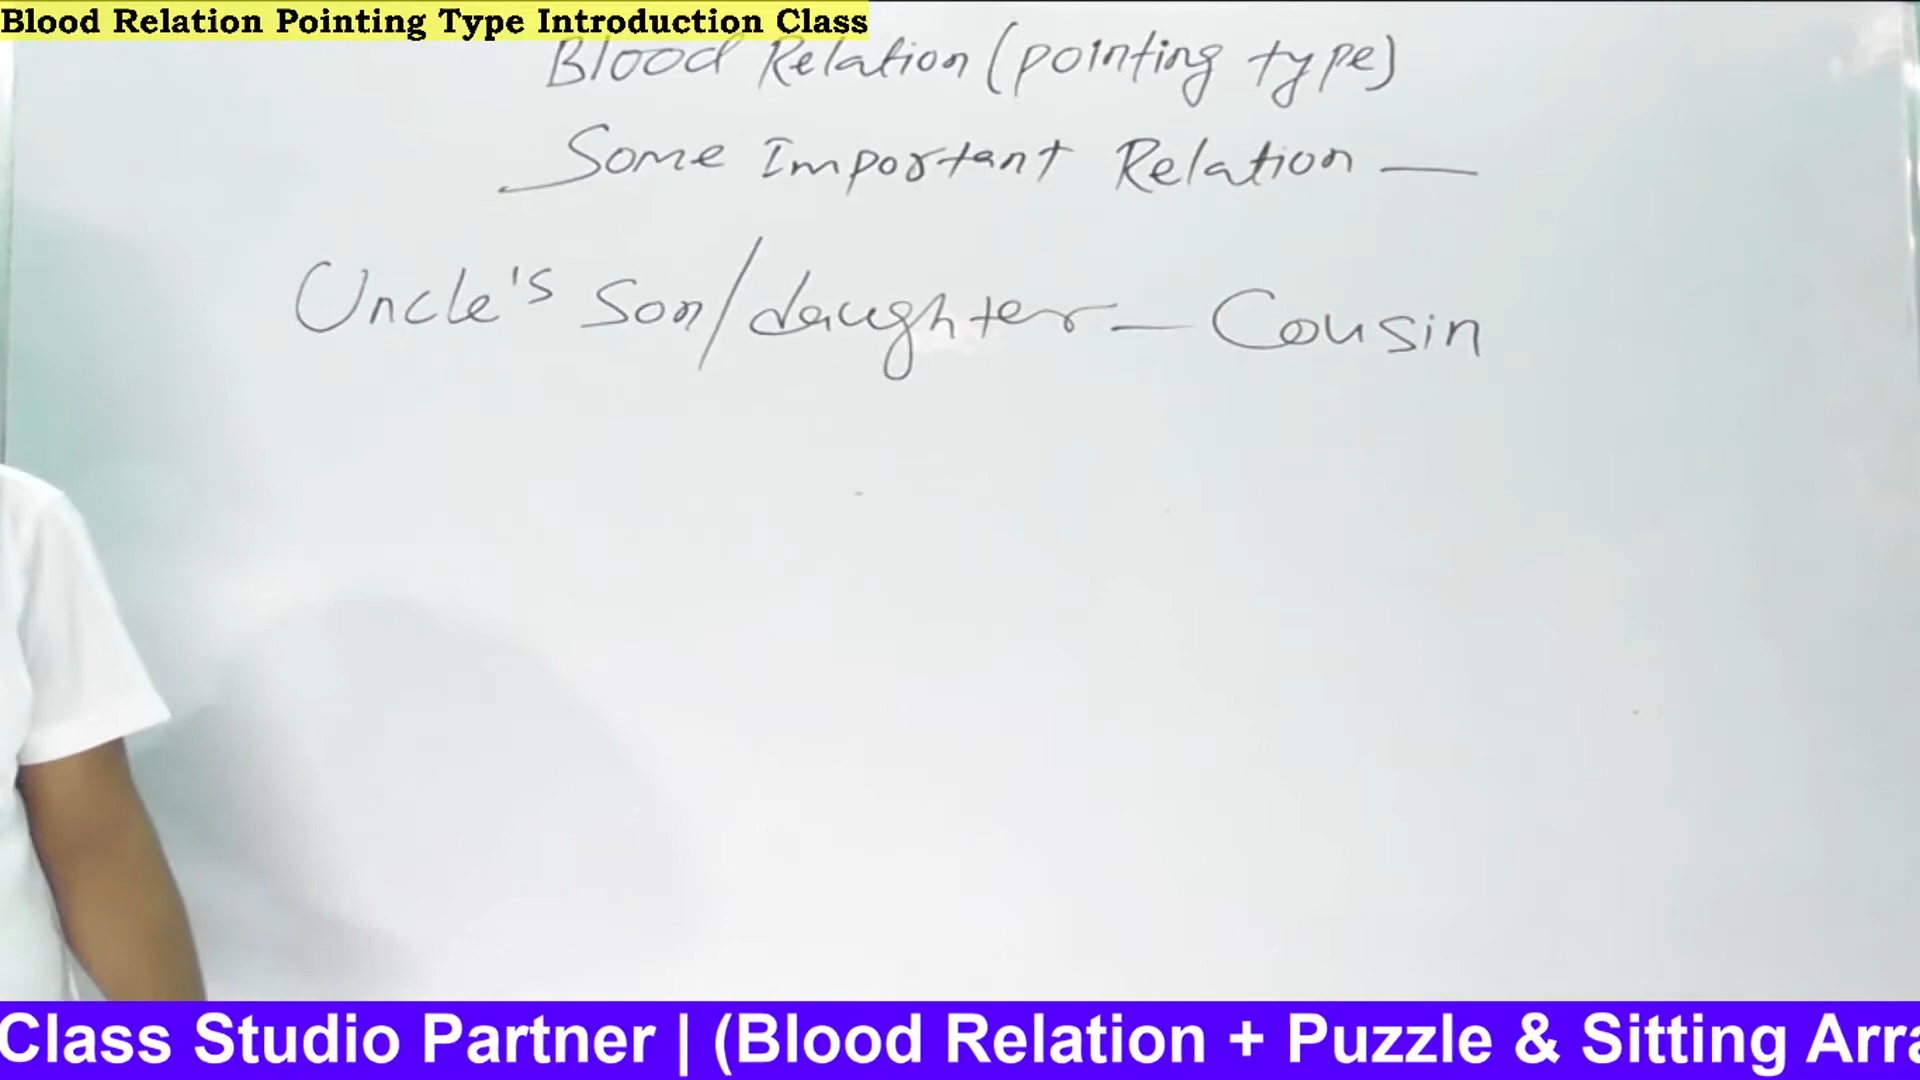 Blood Relation Pointing Type Introduction Class
Blood Relation (pointing type)
Some Important Relation —
Uncle's Son/daughter — Cousin
Class Studio Partner | (Blood Relation + Puzzle & Sitting Arra